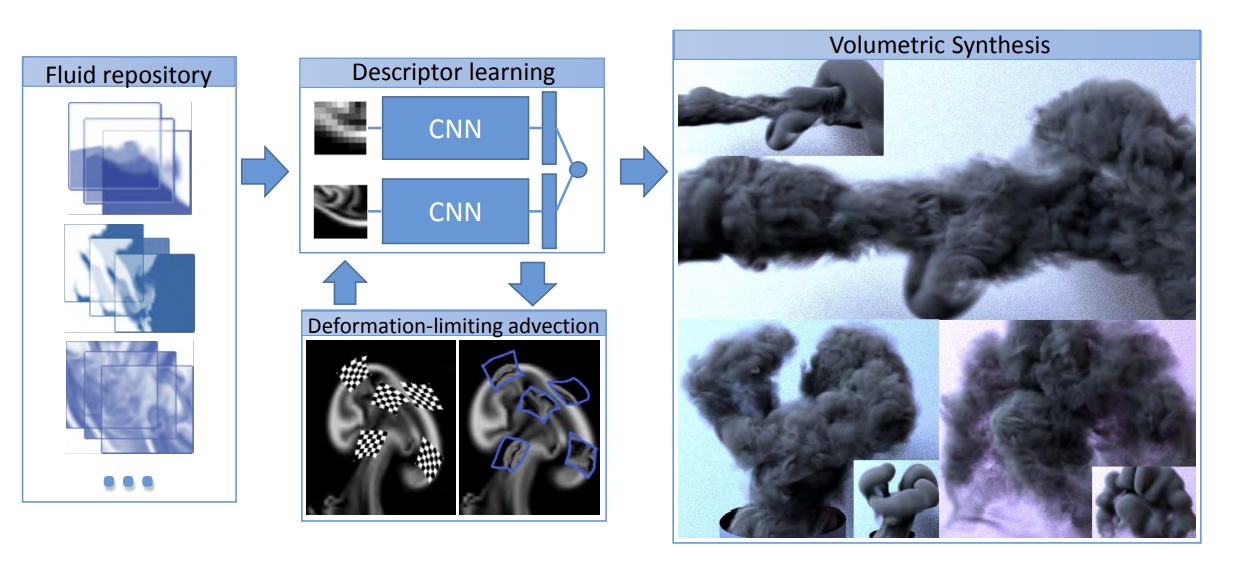 Fluid repository
Descriptor learning
CNN
CNN
Deformation-limiting advection
Volumetric Synthesis